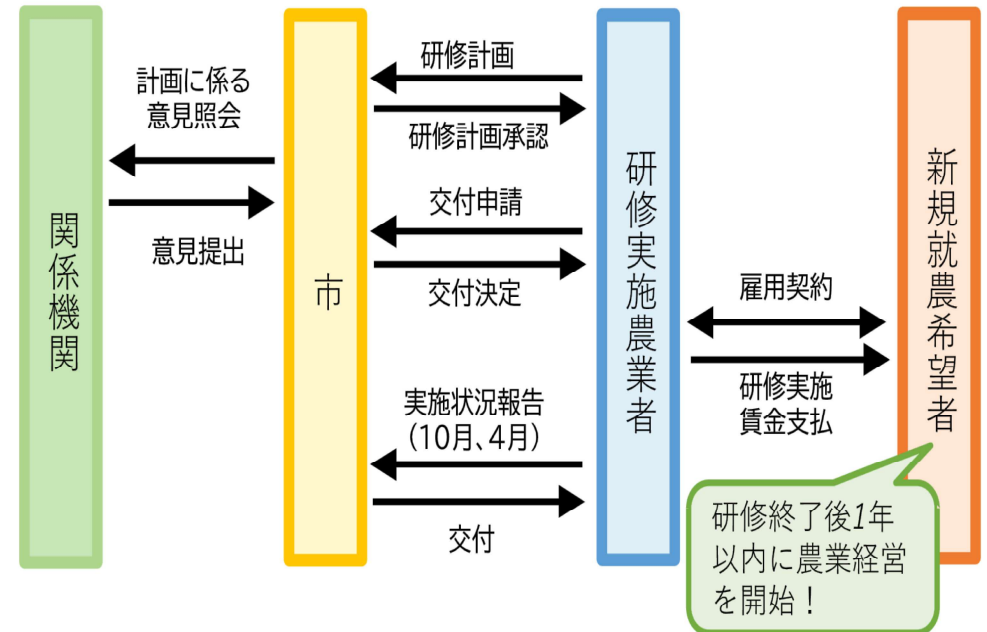 関係機関
計画に係る
意見照会
意見提出
市
研修計画
研修計画承認
交付申請
交付決定
実施状況報告
（10月、4月）
交付
研修実施農業者
雇用契約
研修実施
賃金支払
新規就農希望者
研修終了後1年
以内に農業経営
を開始！